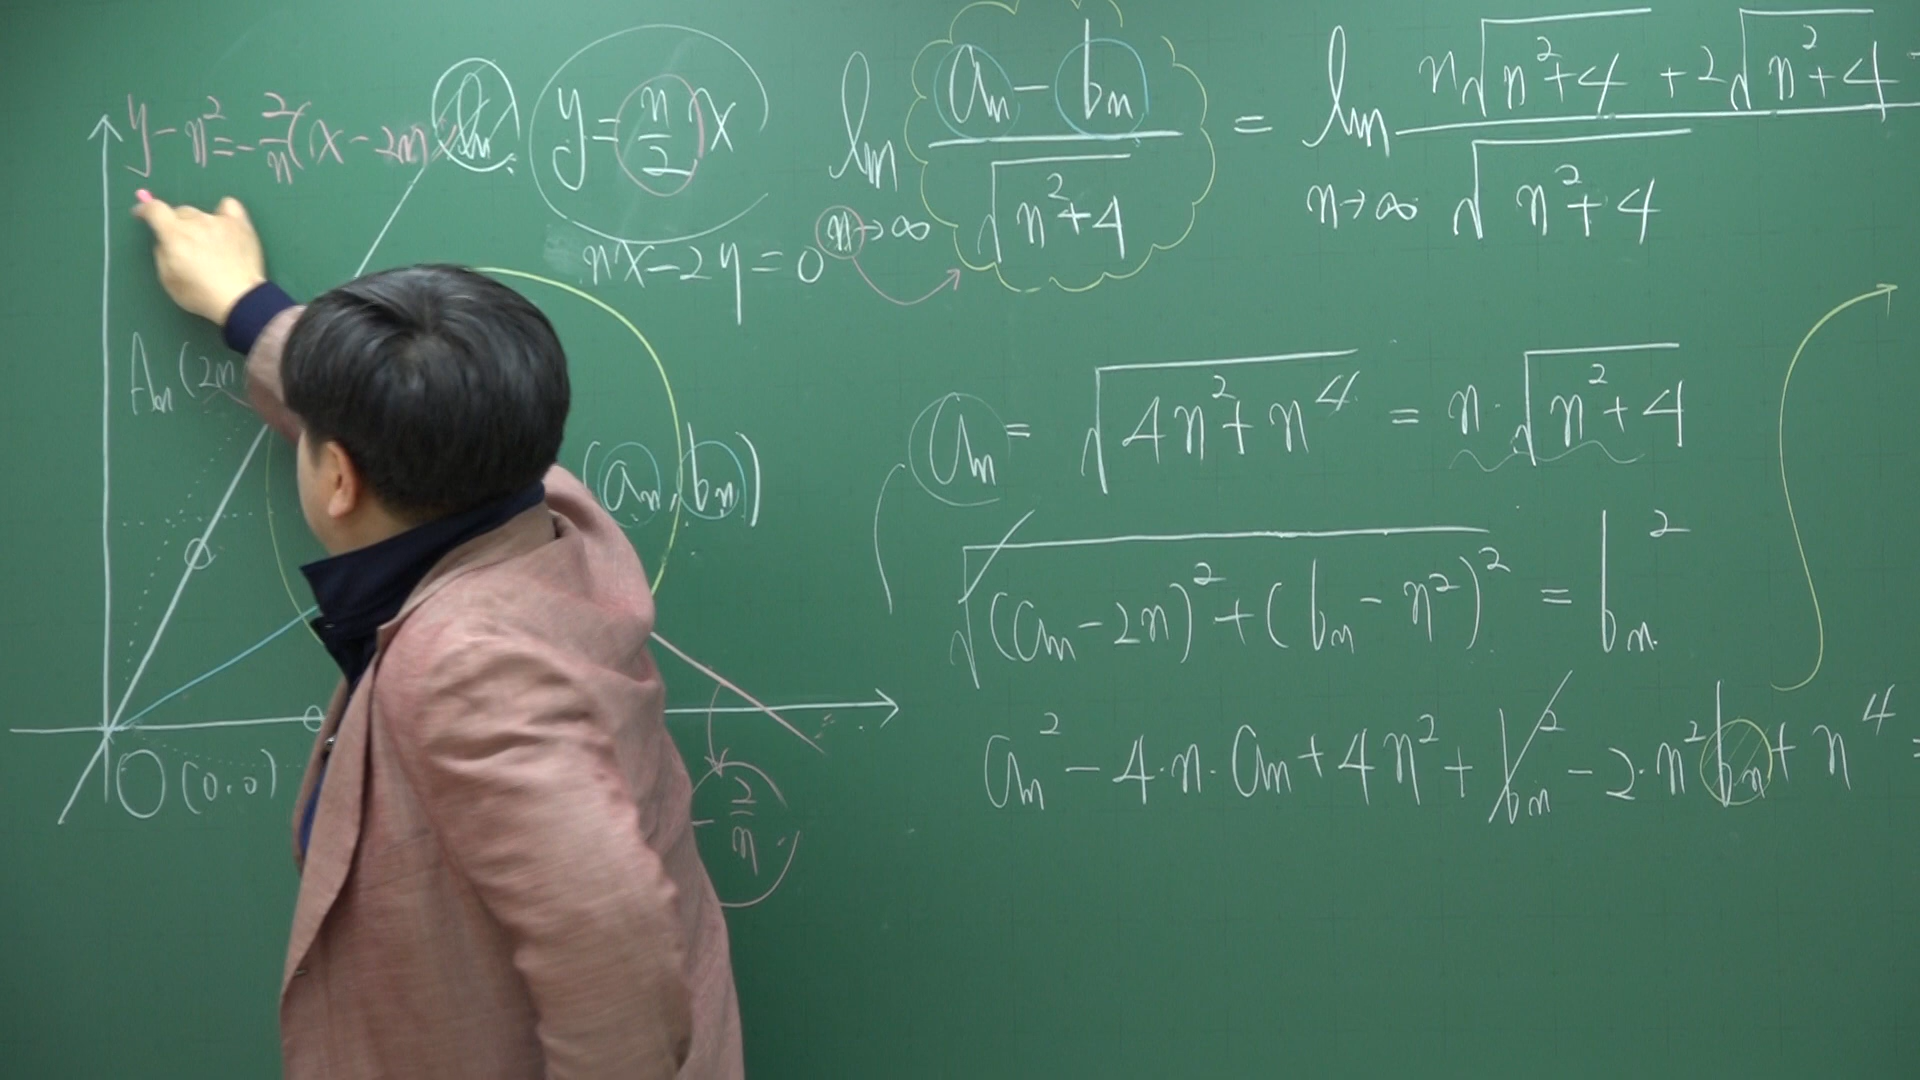 y - n² = -2/n (x - 2n)
lₙ
y = n/2 x
nx - 2y = 0
lim n→∞ (aₙ - bₙ)/√(n²+4) = lim n→∞ (n√(n²+4) + 2√(n²+4) -)/√(n²+4)
Aₙ (2n
(aₙ, bₙ)
O (0.0)
- 2/n
aₙ = √(4n² + n⁴) = n·√(n²+4)
√((aₙ - 2n)² + (bₙ - n²)²) = bₙ²
aₙ² - 4·n·aₙ + 4n² + bₙ² - 2·n²bₙ + n⁴ =